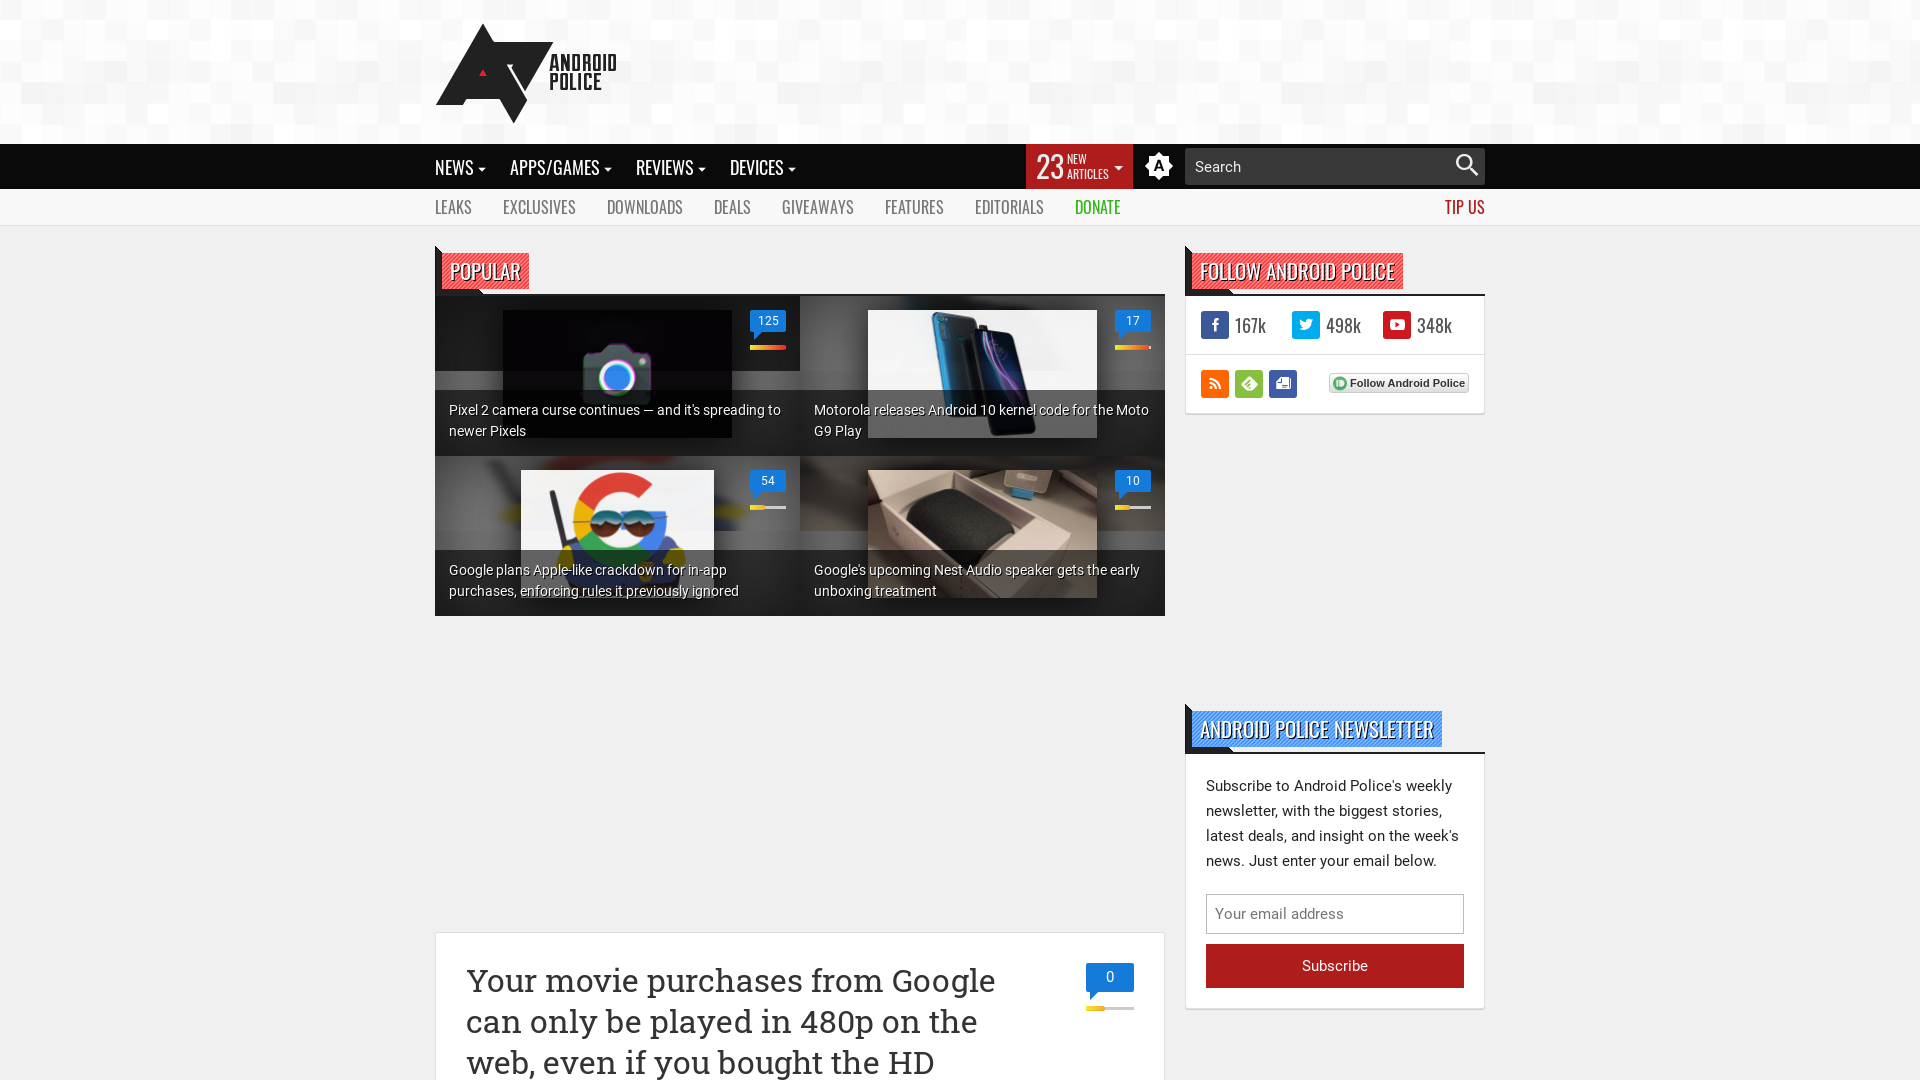 ANDROID
POLICE
NEWS
APPS/GAMES
REVIEWS
DEVICES
23 NEW ARTICLES
A
Search
LEAKS
EXCLUSIVES
DOWNLOADS
DEALS
GIVEAWAYS
FEATURES
EDITORIALS
DONATE
TIP US
POPULAR
125
Pixel 2 camera curse continues — and it's spreading to
newer Pixels
17
Motorola releases Android 10 kernel code for the Moto
G9 Play
54
Google plans Apple-like crackdown for in-app
purchases, enforcing rules it previously ignored
10
Google's upcoming Nest Audio speaker gets the early
unboxing treatment
FOLLOW ANDROID POLICE
167k
498k
348k
Follow Android Police
ANDROID POLICE NEWSLETTER
Subscribe to Android Police's weekly
newsletter, with the biggest stories,
latest deals, and insight on the week's
news. Just enter your email below.
Your email address
Subscribe
Your movie purchases from Google
can only be played in 480p on the
web, even if you bought the HD
0